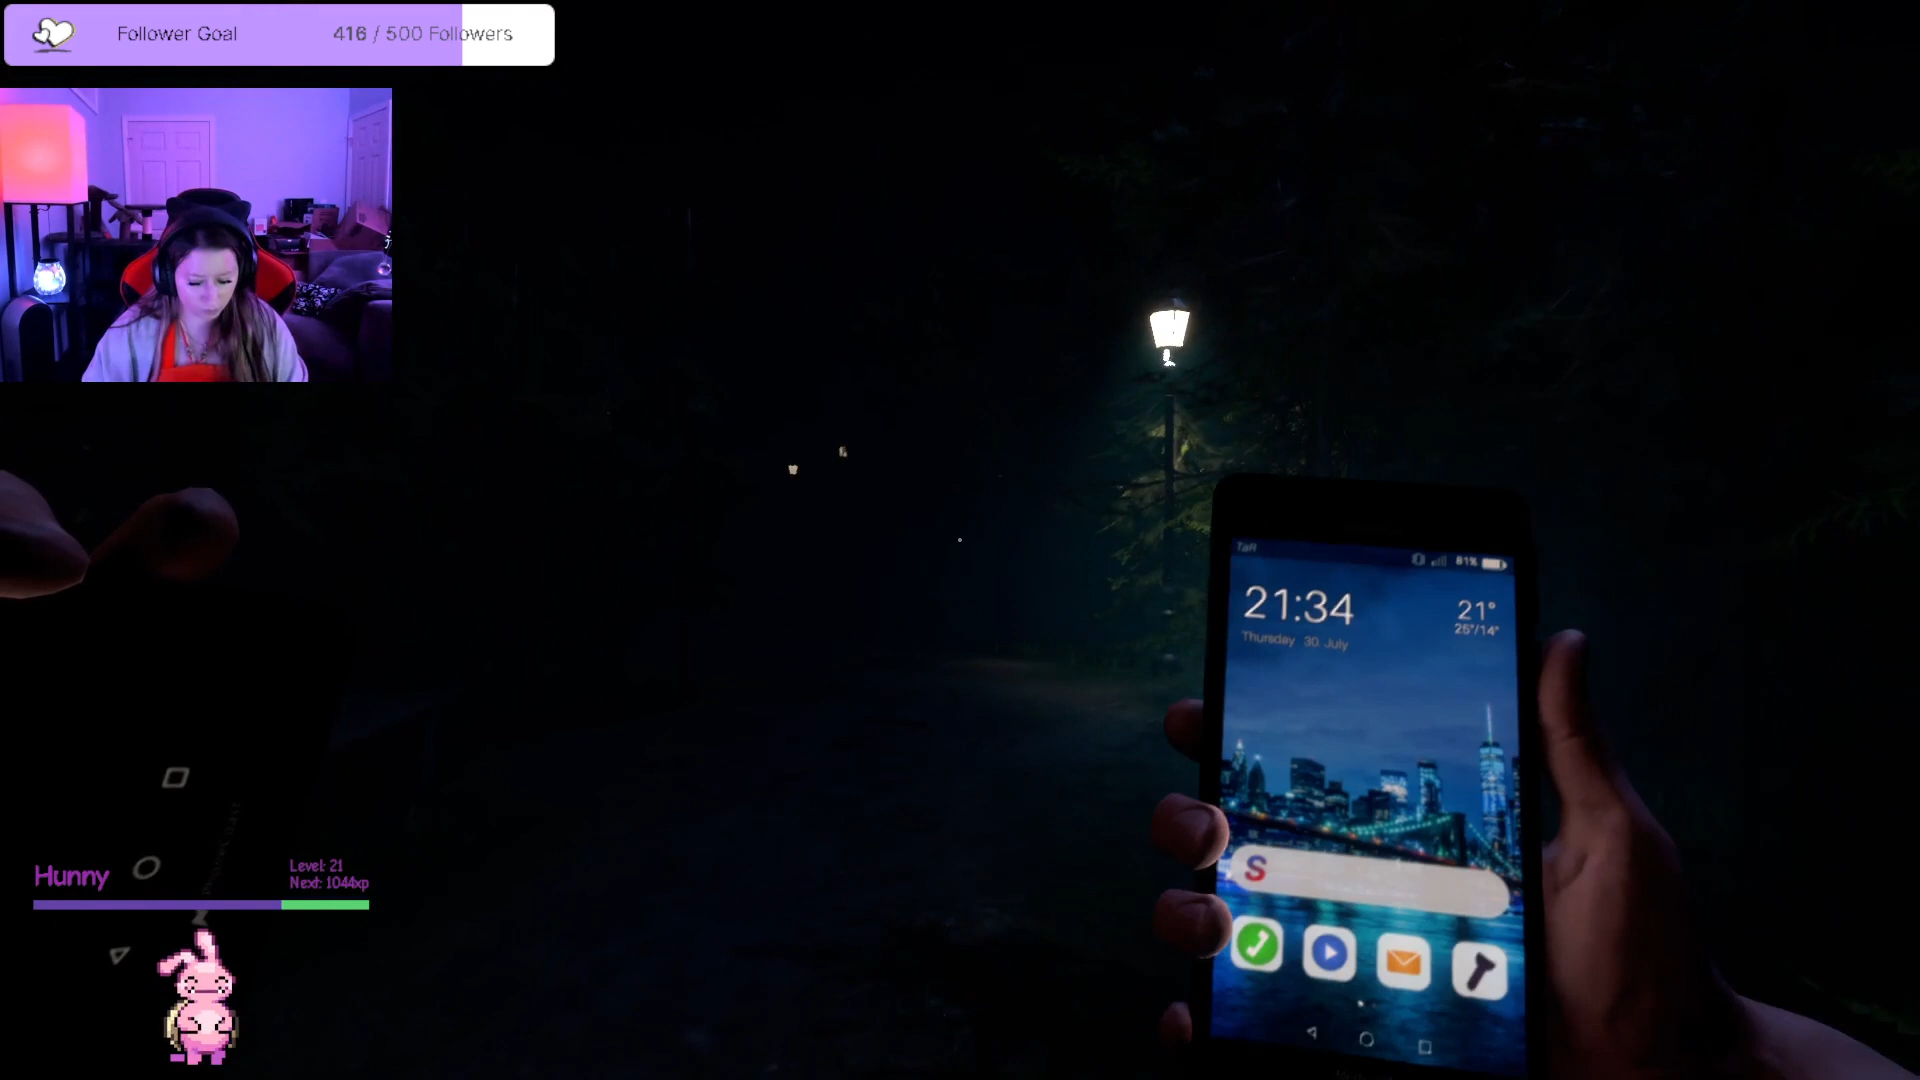 Follower Goal 416 / 500 Followers
TaR 81%
21:34 21°
25°/14°
Thursday 30. July
S
Hunny
Level: 21
Next: 1044xp